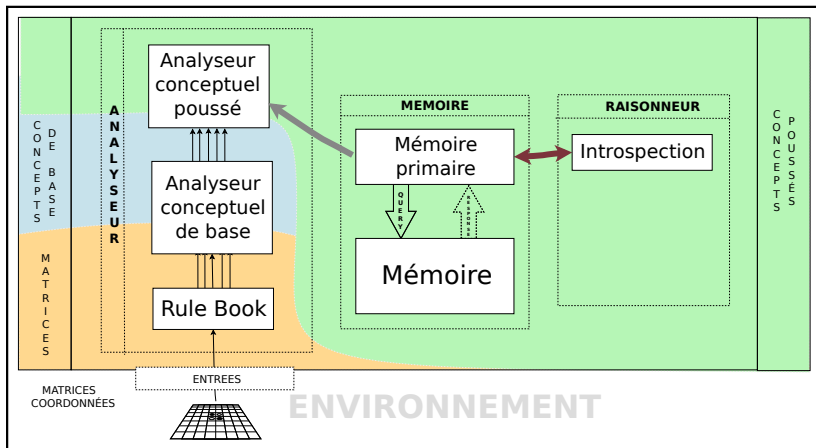 Analyseur
conceptuel
poussé
ANALYSEUR
CONCEPTS
DE BASE
MATRICES
Analyseur
conceptuel
de base
Rule Book
MEMOIRE
Mémoire
primaire
QUERY
RESPONSE
Mémoire
RAISONNEUR
Introspection
CONCEPTS
POUSSÉS
ENTREES
MATRICES
COORDONNÉES
ENVIRONNEMENT